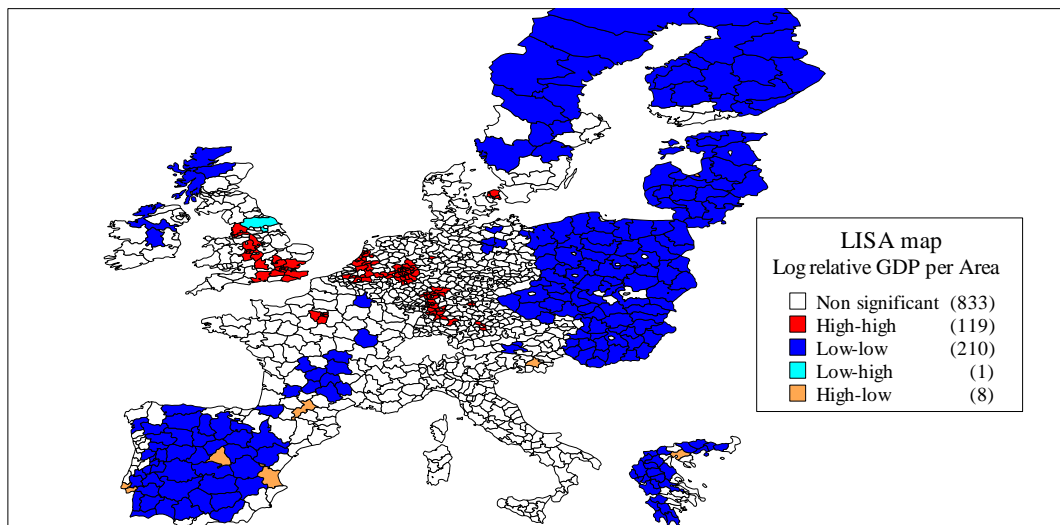 LISA map
Log relative GDP per Area
Non significant (833)
High-high (119)
Low-low (210)
Low-high (1)
High-low (8)